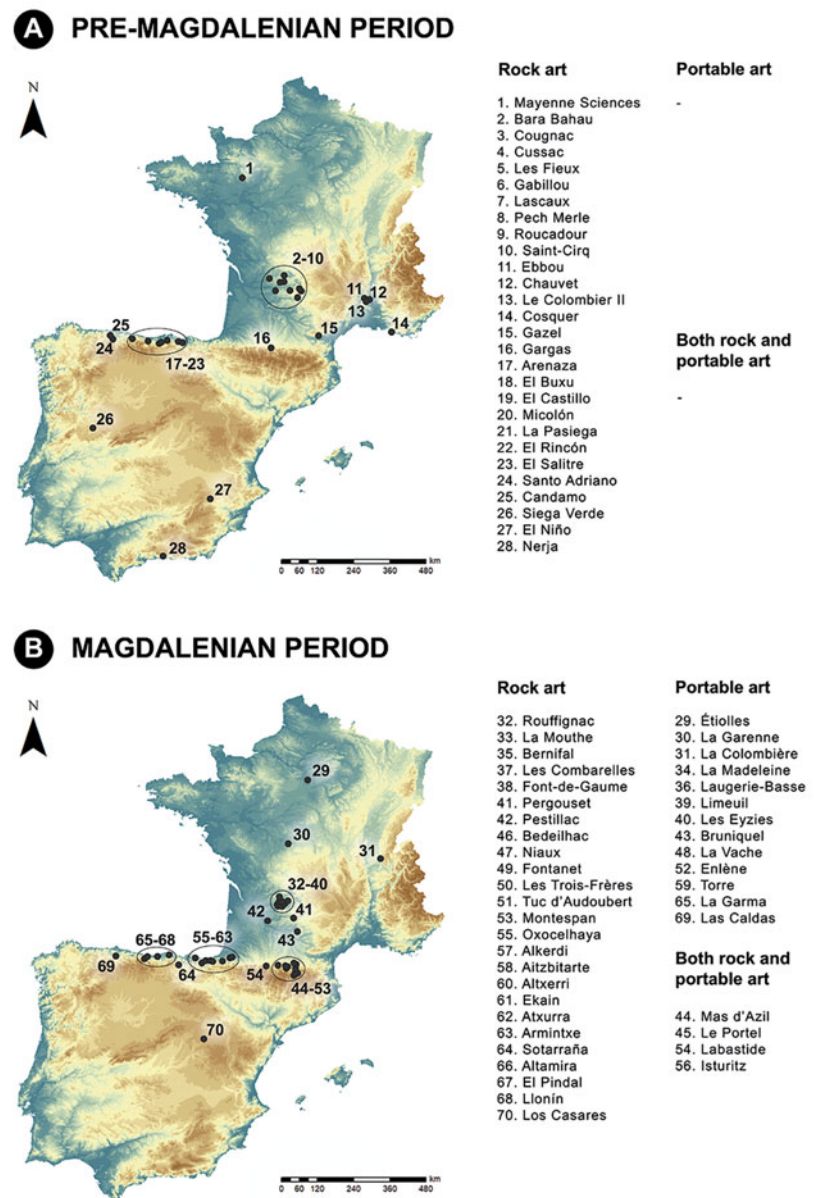 A PRE-MAGDALENIAN PERIOD
N
1
2-10
11
12
13
14
15
16
25
24
17-23
26
27
28
0 60 120 240 360 480
km
Rock art
1. Mayenne Sciences
2. Bara Bahau
3. Cougnac
4. Cussac
5. Les Fieux
6. Gabillou
7. Lascaux
8. Pech Merle
9. Roucadour
10. Saint-Cirq
11. Ebbou
12. Chauvet
13. Le Colombier II
14. Cosquer
15. Gazel
16. Gargas
17. Arenaza
18. El Buxu
19. El Castillo
20. Micolón
21. La Pasiega
22. El Rincón
23. El Salitre
24. Santo Adriano
25. Candamo
26. Siega Verde
27. El Niño
28. Nerja
Portable art
-
Both rock and
portable art
-
B MAGDALENIAN PERIOD
N
29
30
31
32-40
42
41
43
65-68
55-63
69
64
54
44-53
70
0 60 120 240 360 480
km
Rock art
32. Rouffignac
33. La Mouthe
35. Bernifal
37. Les Combarelles
38. Font-de-Gaume
41. Pergouset
42. Pestillac
46. Bedeilhac
47. Niaux
49. Fontanet
50. Les Trois-Frères
51. Tuc d'Audoubert
53. Montespan
55. Oxocelhaya
57. Alkerdi
58. Aitzbitarte
60. Altxerri
61. Ekain
62. Atxurra
63. Armintxe
64. Sotarraña
66. Altamira
67. El Pindal
68. Llonín
70. Los Casares
Portable art
29. Étiolles
30. La Garenne
31. La Colombière
34. La Madeleine
36. Laugerie-Basse
39. Limeuil
40. Les Eyzies
43. Bruniquel
48. La Vache
52. Enlène
59. Torre
65. La Garma
69. Las Caldas
Both rock and
portable art
44. Mas d'Azil
45. Le Portel
54. Labastide
56. Isturitz